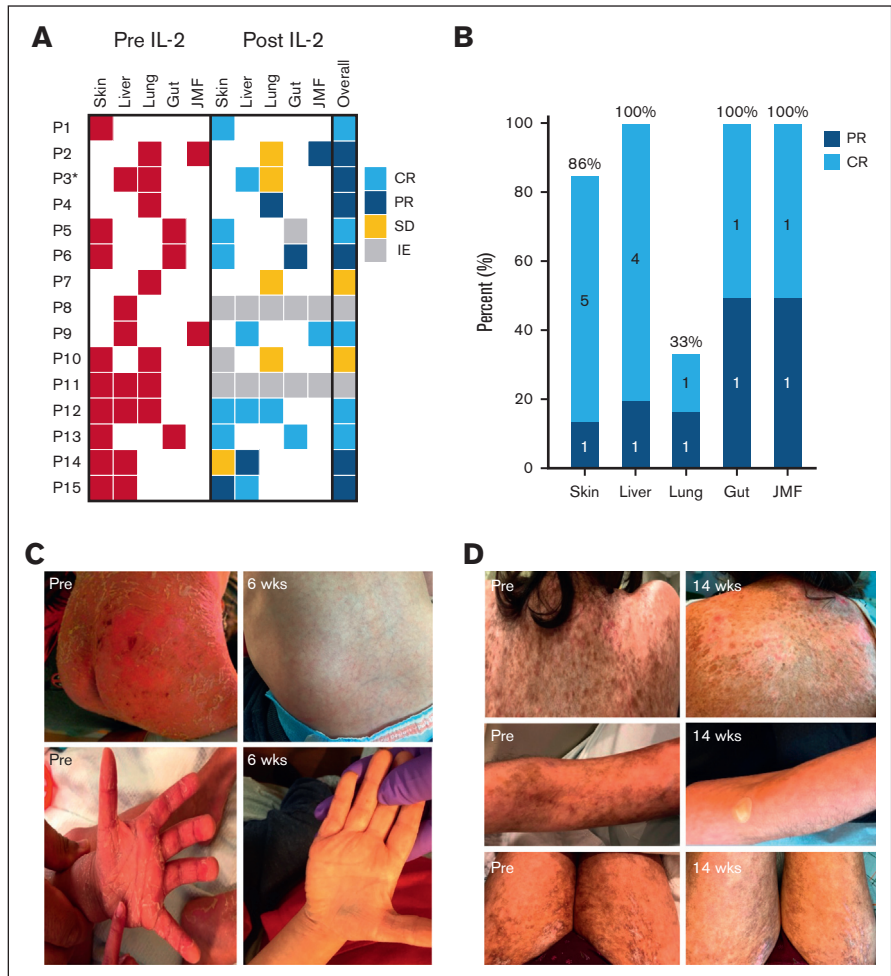 A
Pre IL-2
Post IL-2
Skin
Liver
Lung
Gut
JMF
Skin
Liver
Lung
Gut
JMF
Overall
P1
P2
P3*
P4
P5
P6
P7
P8
P9
P10
P11
P12
P13
P14
P15
CR
PR
SD
IE
B
Percent (%)
100
80
60
40
20
0
86%
100%
33%
100%
100%
5
4
1
1
1
1
1
1
1
1
Skin
Liver
Lung
Gut
JMF
PR
CR
C
Pre
6 wks
Pre
6 wks
D
Pre
14 wks
Pre
14 wks
Pre
14 wks